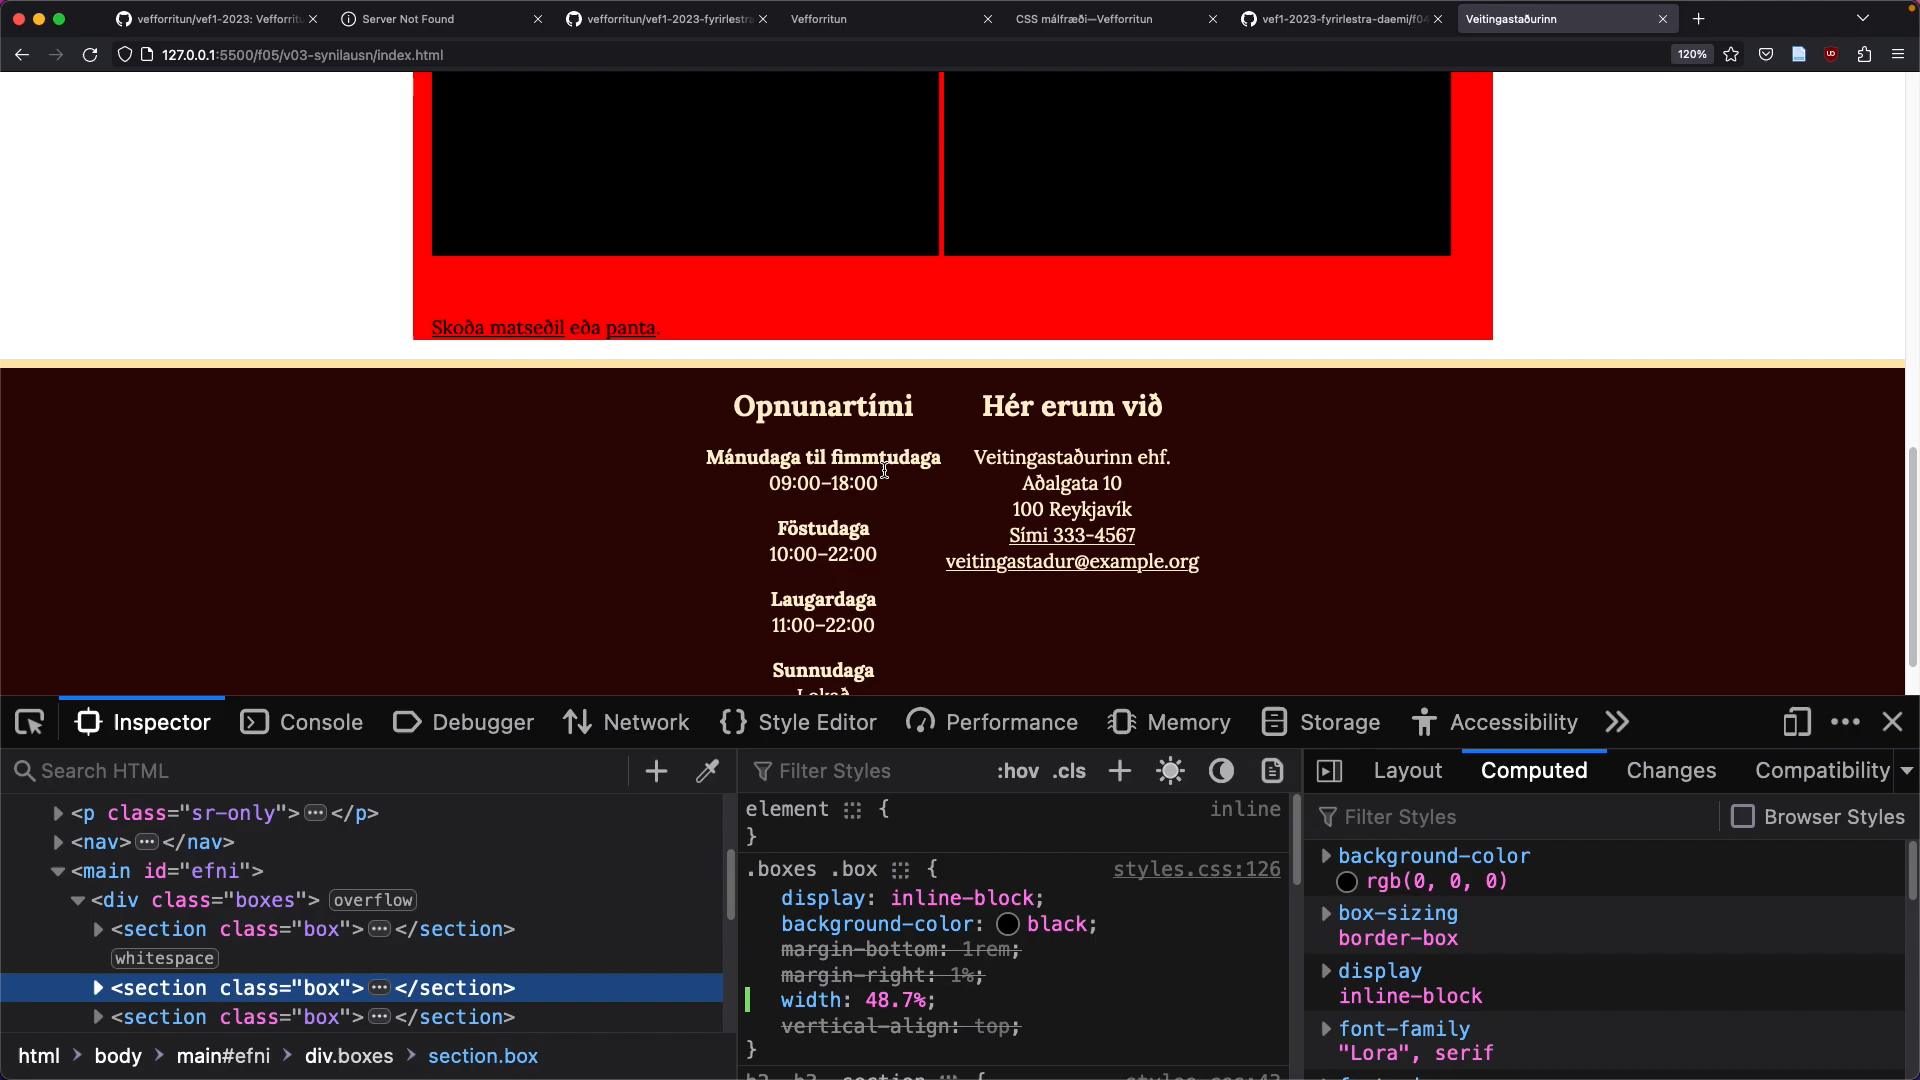 vefforritun/vef1-2023: Vefforritu
Server Not Found
vefforritun/vef1-2023-fyrirlestra
Vefforritun
CSS málfræði—Vefforritun
vef1-2023-fyrirlestra-daemi/f04
Veitingastaðurinn
127.0.0.1:5500/f05/v03-synilausn/index.html
120%
Skoða matseðil eða panta.
Opnunartími
Mánudaga til fimmtudaga
09:00–18:00
Föstudaga
10:00–22:00
Laugardaga
11:00–22:00
Sunnudaga
Lokað
Hér erum við
Veitingastaðurinn ehf.
Aðalgata 10
100 Reykjavík
Sími 333-4567
veitingastadur@example.org
Inspector Console Debugger Network Style Editor Performance Memory Storage Accessibility
Search HTML
<p class="sr-only"></p>
<nav></nav>
<main id="efni">
<div class="boxes"> overflow
<section class="box"></section>
whitespace
<section class="box"></section>
<section class="box"></section>
html body main#efni div.boxes section.box
Filter Styles :hov .cls
element { inline
}
.boxes .box { styles.css:126
display: inline-block;
background-color: black;
margin-bottom: 1rem;
margin-right: 1%;
width: 48.7%;
vertical-align: top;
}
Layout Computed Changes Compatibility
Filter Styles Browser Styles
background-color
rgb(0, 0, 0)
box-sizing
border-box
display
inline-block
font-family
"Lora", serif